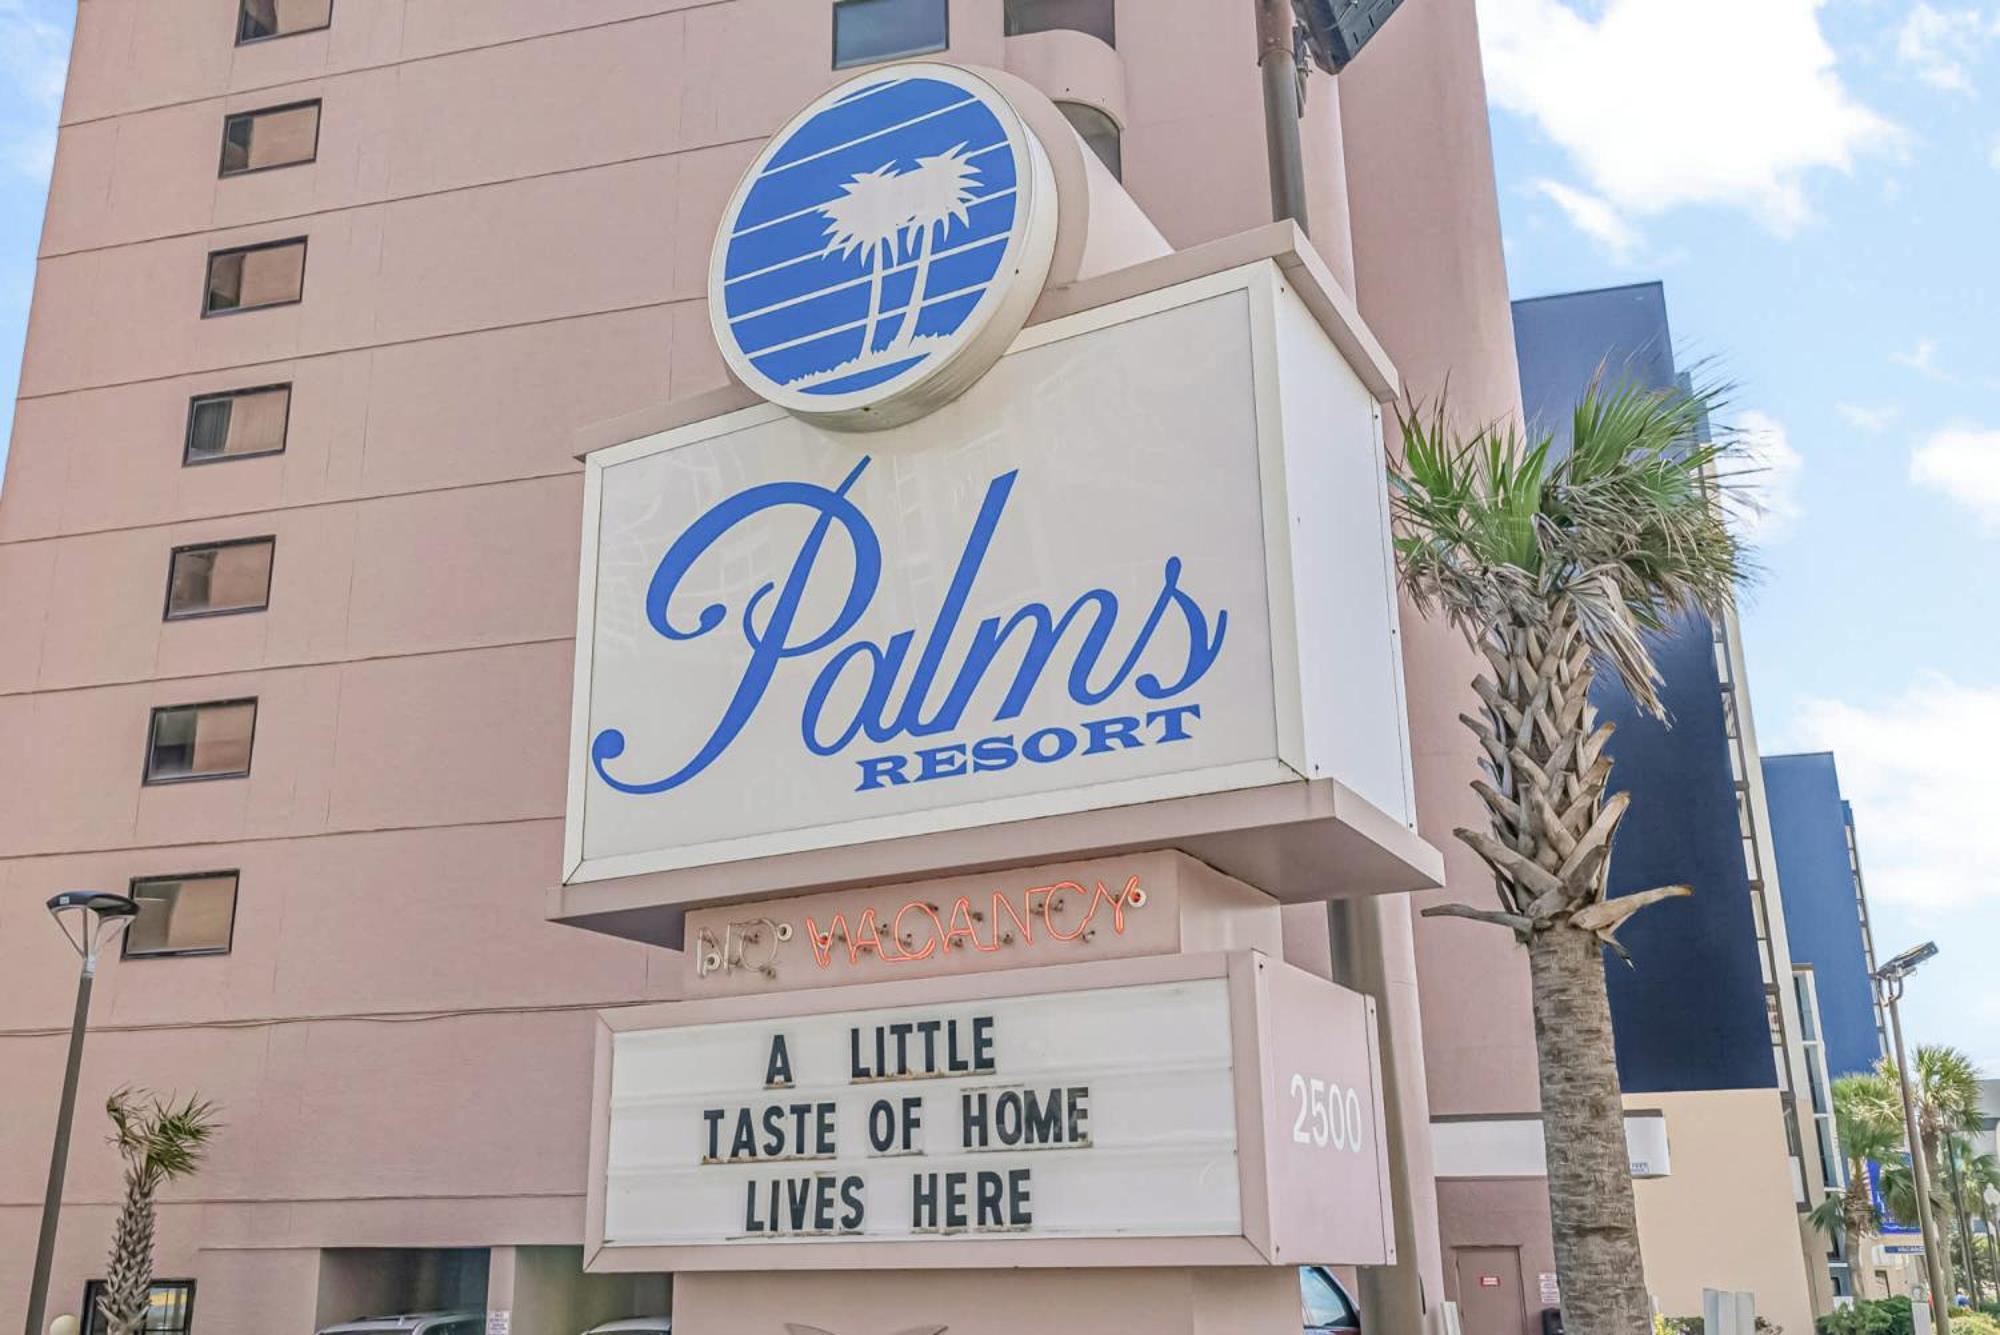 Palms
RESORT
NO VACANCY
A LITTLE
TASTE OF HOME
LIVES HERE
2500